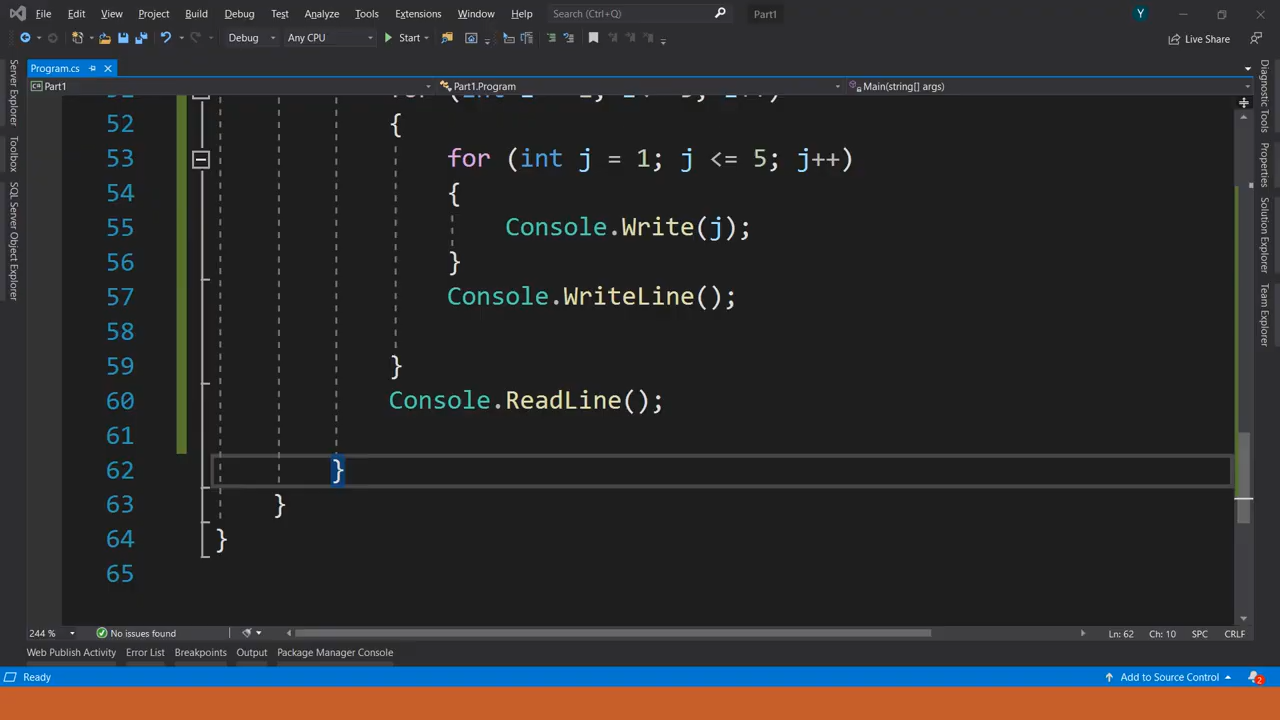 File Edit View Project Build Debug Test Analyze Tools Extensions Window Help Search (Ctrl+Q) Part1 Y
Debug Any CPU Start Live Share
Program.cs
Part1 Part1.Program Main(string[] args)
Server Explorer
Toolbox
SQL Server Object Explorer
52 {
53 for (int j = 1; j <= 5; j++)
54 {
55 Console.Write(j);
56 }
57 Console.WriteLine();
58
59 }
60 Console.ReadLine();
61
62 }
63 }
64 }
65
Diagnostic Tools
Properties
Solution Explorer
Team Explorer
244 % No issues found Ln: 62 Ch: 10 SPC CRLF
Web Publish Activity Error List Breakpoints Output Package Manager Console
Ready Add to Source Control 2